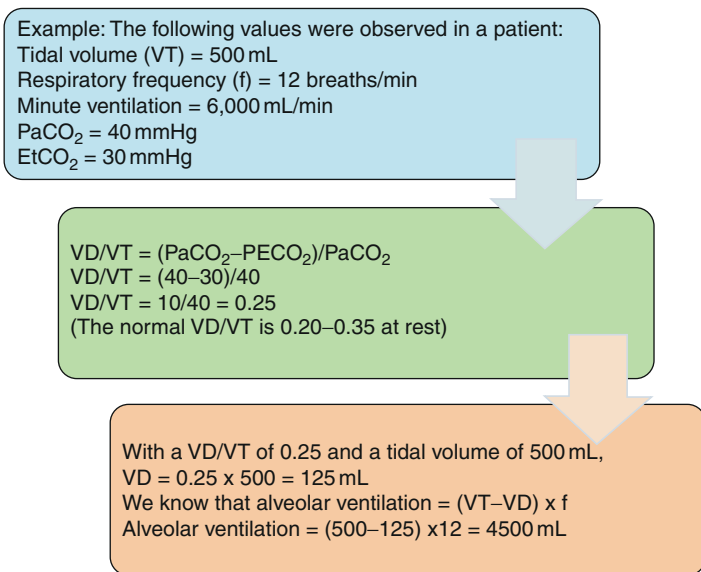 Example: The following values were observed in a patient:
Tidal volume (VT) = 500 mL
Respiratory frequency (f) = 12 breaths/min
Minute ventilation = 6,000 mL/min
PaCO₂ = 40 mmHg
EtCO₂ = 30 mmHg
VD/VT = (PaCO₂–PECO₂)/PaCO₂
VD/VT = (40–30)/40
VD/VT = 10/40 = 0.25
(The normal VD/VT is 0.20–0.35 at rest)
With a VD/VT of 0.25 and a tidal volume of 500 mL,
VD = 0.25 x 500 = 125 mL
We know that alveolar ventilation = (VT–VD) x f
Alveolar ventilation = (500–125) x12 = 4500 mL